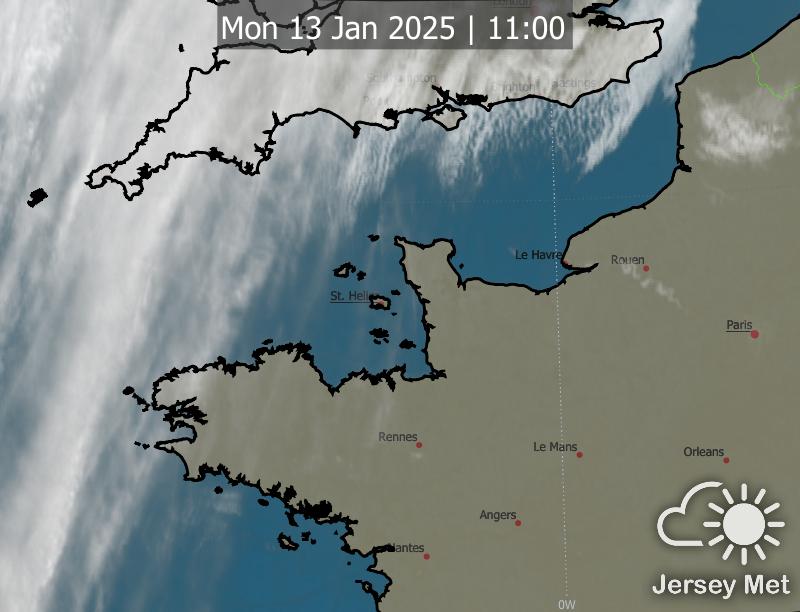 London
Mon 13 Jan 2025 | 11:00
Southampton
Brighton
Hastings
Le Havre
Rouen
St. Helier
Paris
Rennes
Le Mans
Orleans
Angers
Nantes
Jersey Met
0W